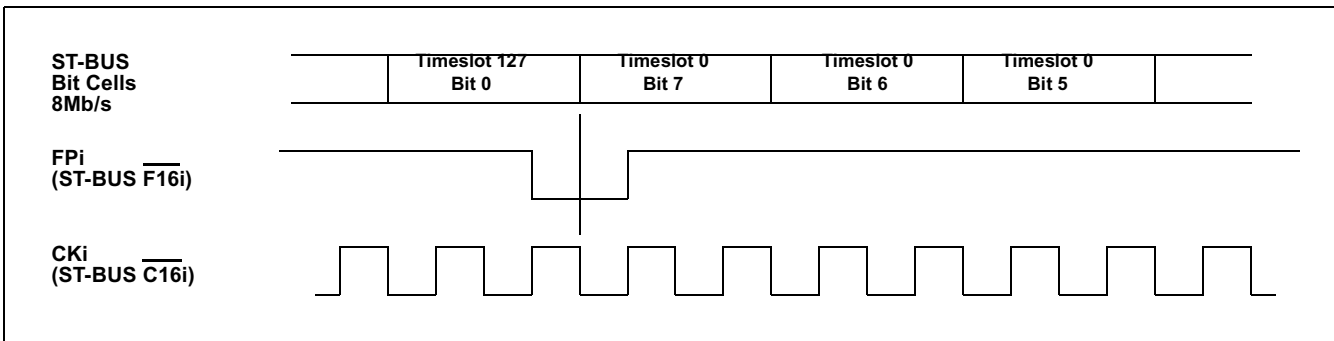 ST-BUS
Bit Cells
8Mb/s
Timeslot 127
Bit 0
Timeslot 0
Bit 7
Timeslot 0
Bit 6
Timeslot 0
Bit 5
FPi
(ST-BUS F16i)
CKi
(ST-BUS C16i)